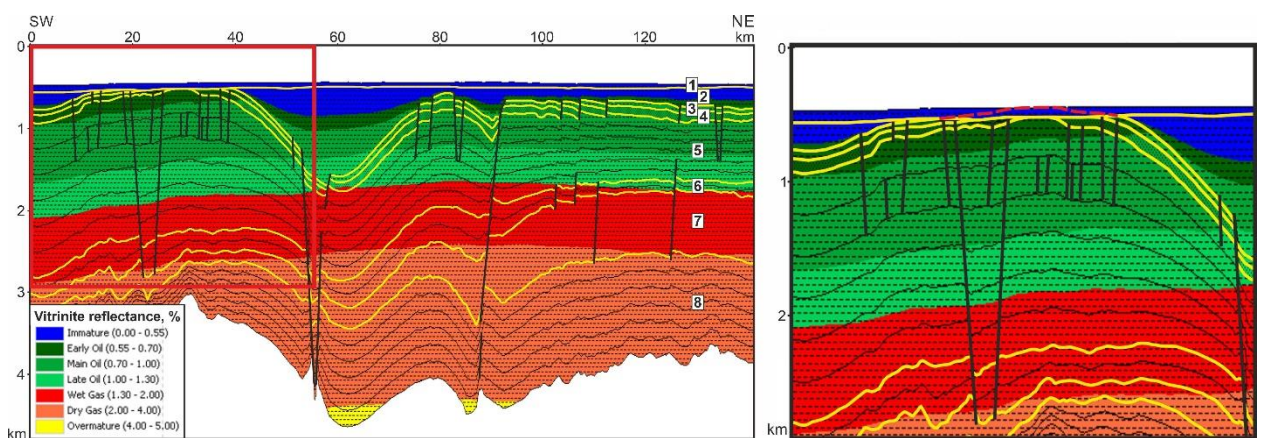 SW NE
0 20 40 60 80 100 120 km
0
1
2
3
4
km
1
2
3
4
5
6
7
8
Vitrinite reflectance, %
Immature (0.00 - 0.55)
Early Oil (0.55 - 0.70)
Main Oil (0.70 - 1.00)
Late Oil (1.00 - 1.30)
Wet Gas (1.30 - 2.00)
Dry Gas (2.00 - 4.00)
Overmature (4.00 - 5.00)
0
1
2
km